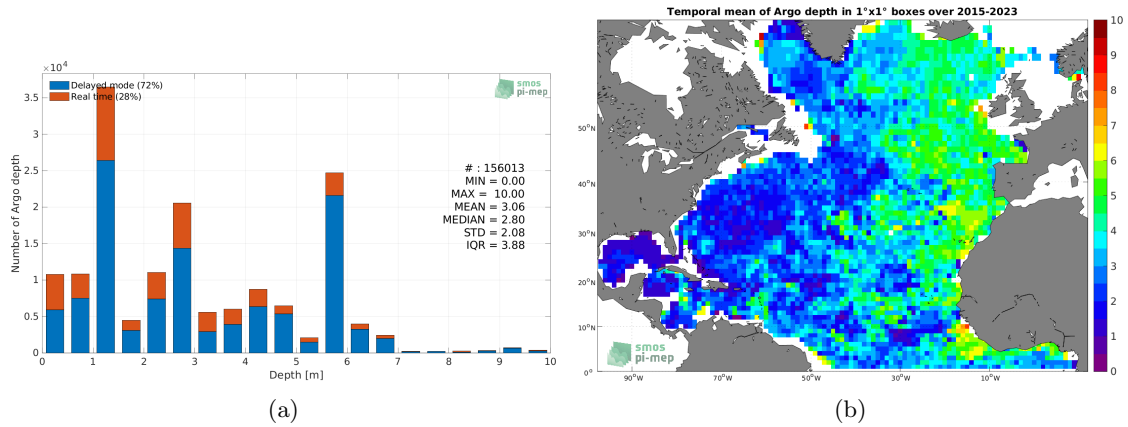 ×10⁴
Delayed mode (72%)
Real time (28%)
smos
pi-mep
3.5
3
2.5
2
1.5
1
0.5
0
Number of Argo depth
# : 156013
MIN = 0.00
MAX = 10.00
MEAN = 3.06
MEDIAN = 2.80
STD = 2.08
IQR = 3.88
0 1 2 3 4 5 6 7 8 9 10
Depth [m]
(a)
Temporal mean of Argo depth in 1°x1° boxes over 2015-2023
50°N
40°N
30°N
20°N
10°N
0°
90°W 70°W 50°W 30°W 10°W
smos
pi-mep
10
9
8
7
6
5
4
3
2
1
0
(b)